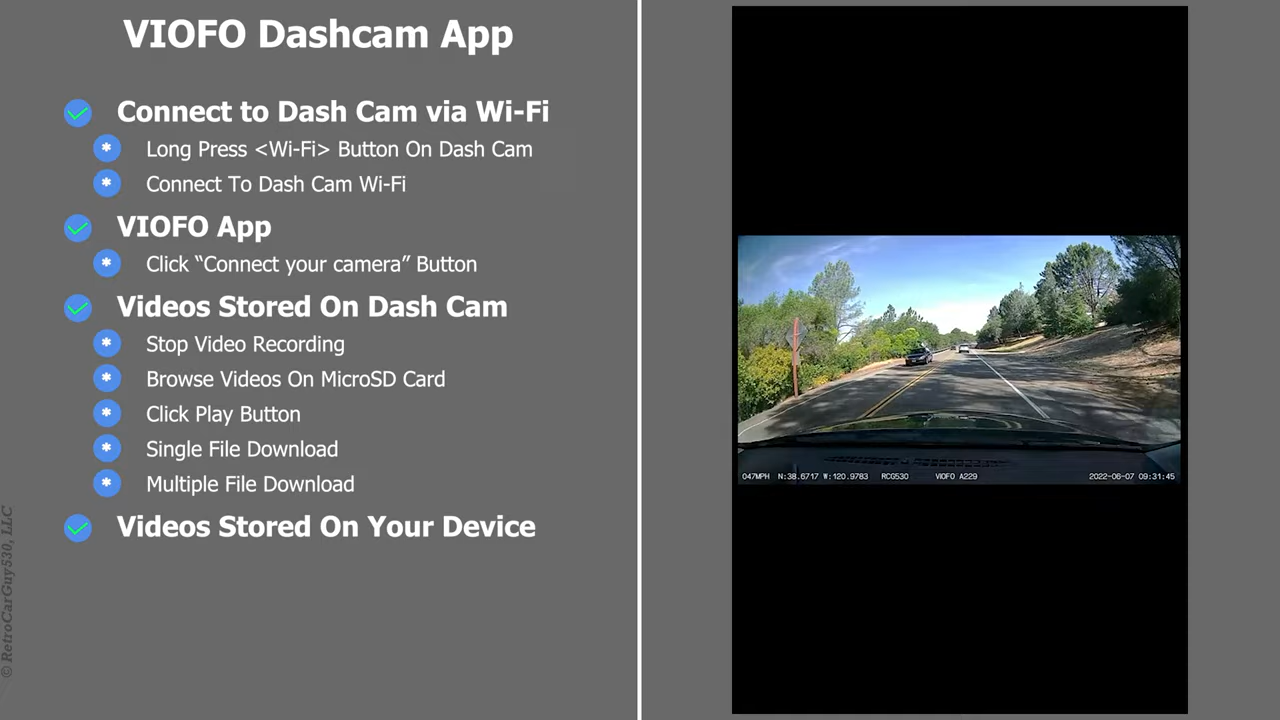 VIOFO Dashcam App
Connect to Dash Cam via Wi-Fi
Long Press <Wi-Fi> Button On Dash Cam
Connect To Dash Cam Wi-Fi
VIOFO App
Click “Connect your camera” Button
Videos Stored On Dash Cam
Stop Video Recording
Browse Videos On MicroSD Card
Click Play Button
Single File Download
Multiple File Download
Videos Stored On Your Device
© RetroCarGuy530, LLC
047MPH N:38.6717 W:120.9783 RCG530 VIOFO A229 2022-06-07 09:31:45